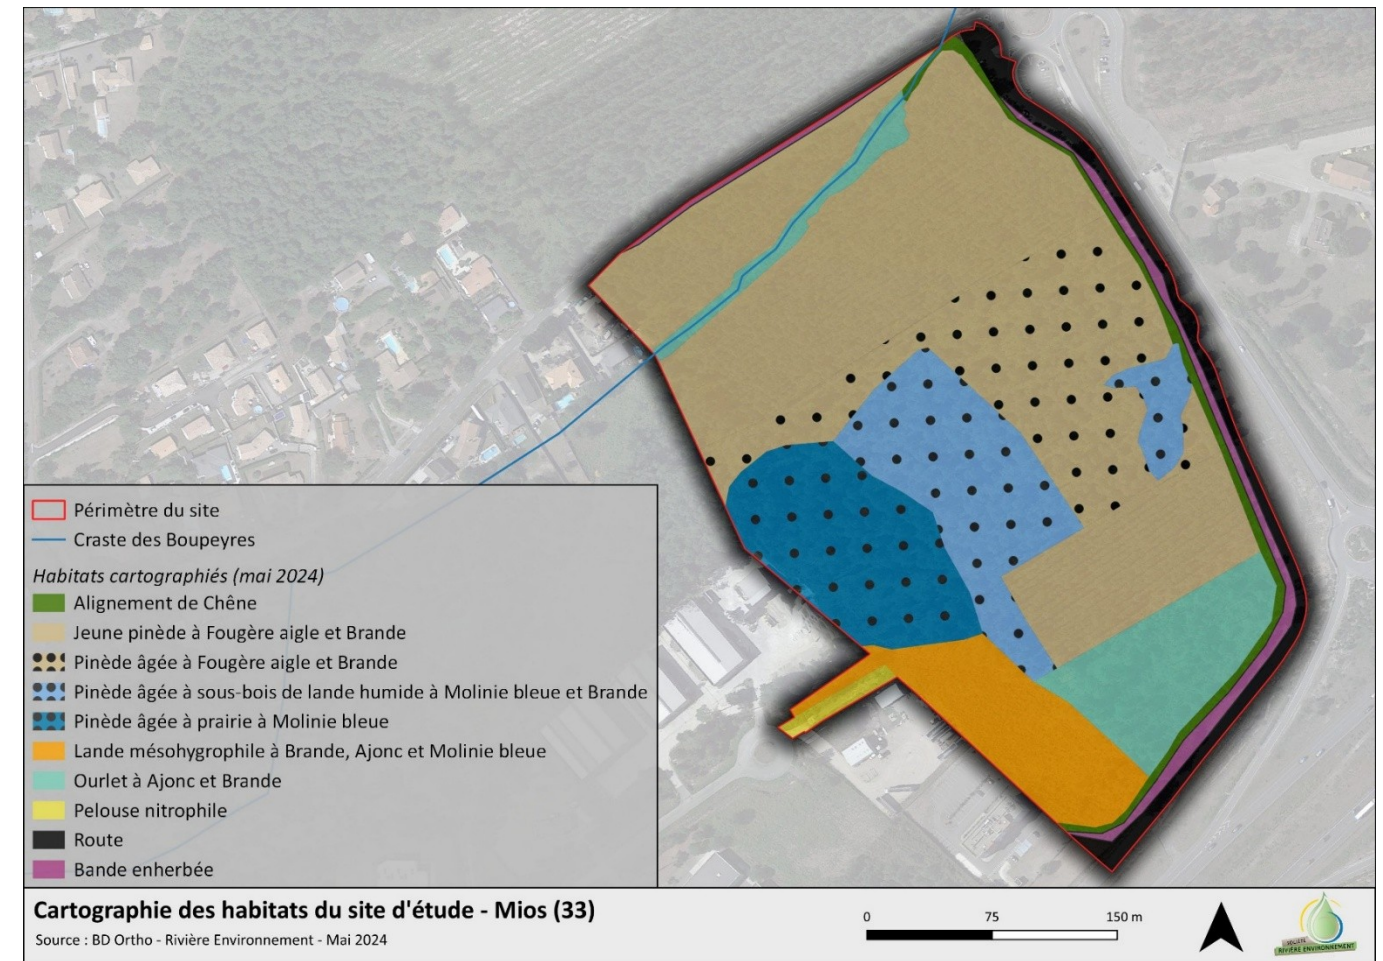 Périmètre du site
Craste des Boupeyres
Habitats cartographiés (mai 2024)
Alignement de Chêne
Jeune pinède à Fougère aigle et Brande
Pinède âgée à Fougère aigle et Brande
Pinède âgée à sous-bois de lande humide à Molinie bleue et Brande
Pinède âgée à prairie à Molinie bleue
Lande mésohygrophile à Brande, Ajonc et Molinie bleue
Ourlet à Ajonc et Brande
Pelouse nitrophile
Route
Bande enherbée
Cartographie des habitats du site d'étude - Mios (33)
Source : BD Ortho - Rivière Environnement - Mai 2024
0 75 150 m
SOCIÉTÉ
RIVIÈRE ENVIRONNEMENT